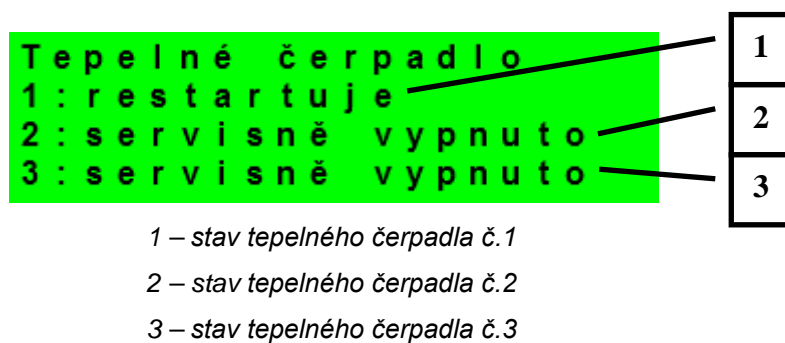 Tepelné čerpadlo
1:restartuje
2:servisně vypnuto
3:servisně vypnuto
1
2
3
1 – stav tepelného čerpadla č.1
2 – stav tepelného čerpadla č.2
3 – stav tepelného čerpadla č.3